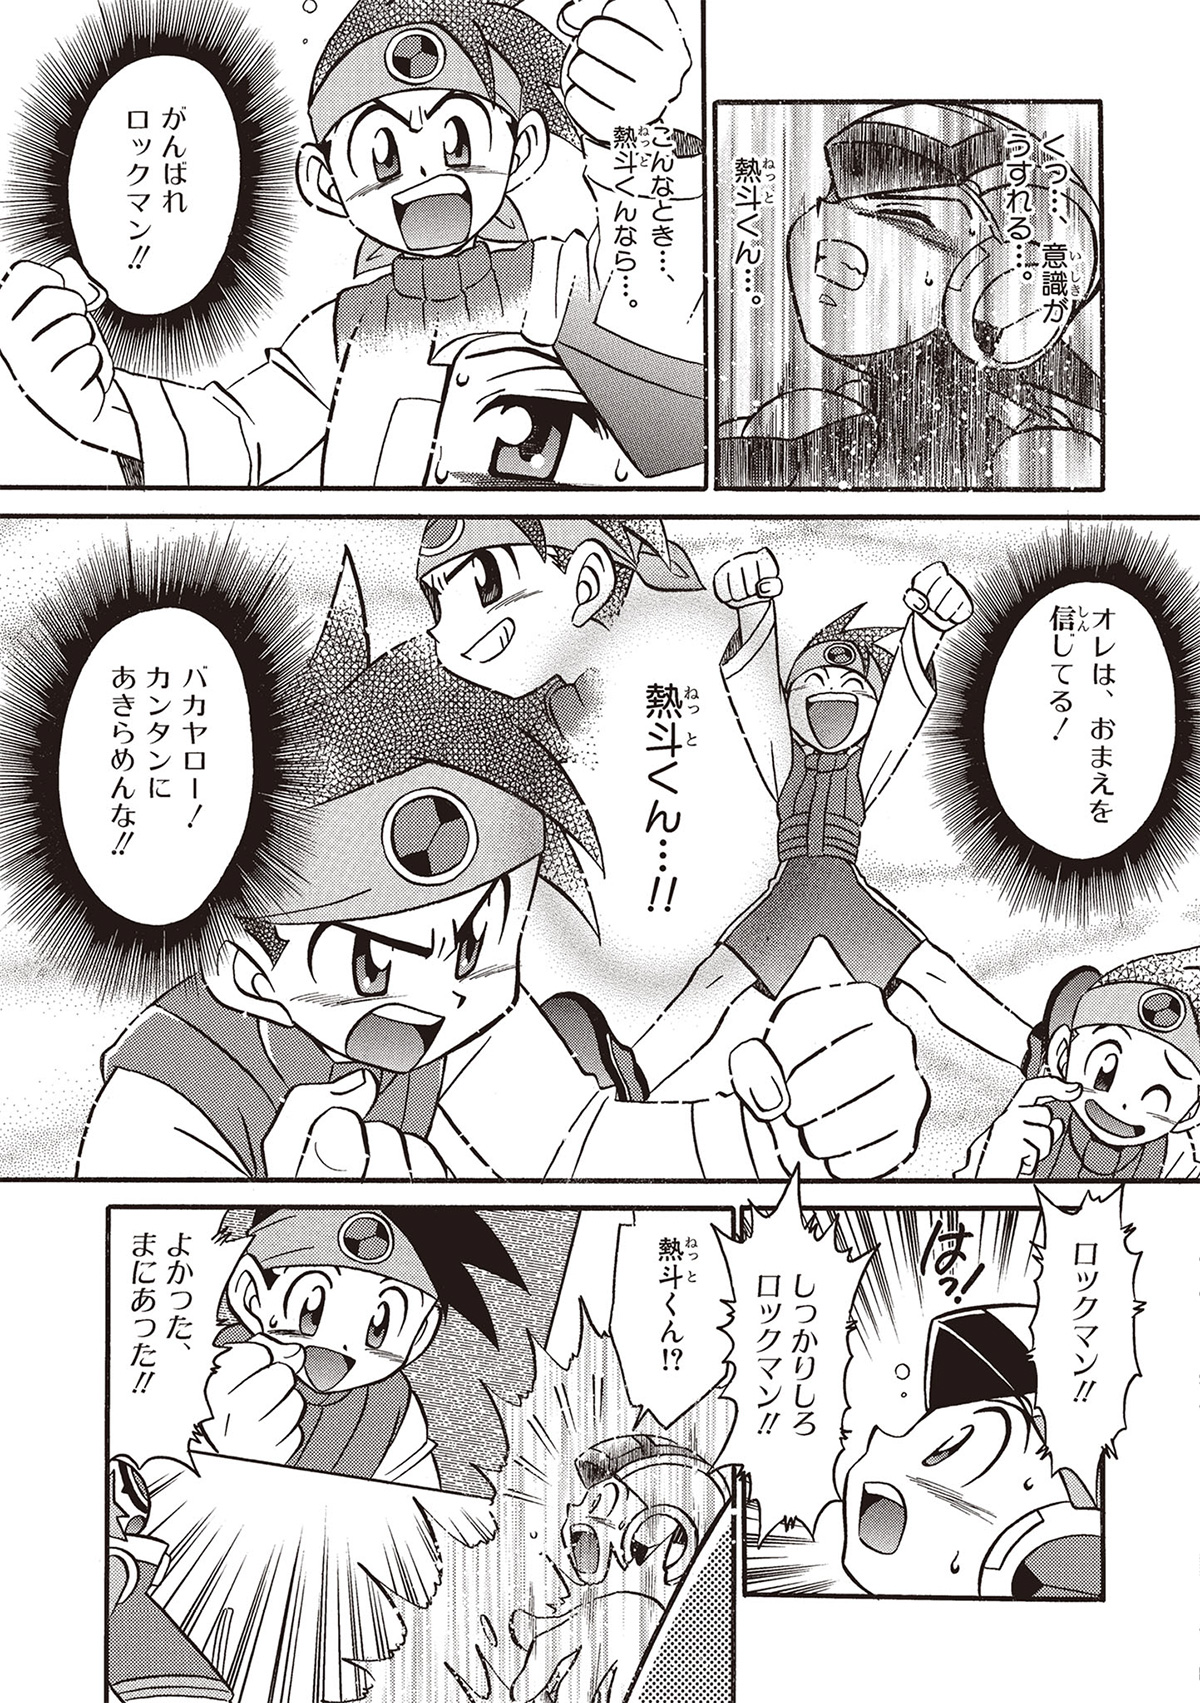 くっ…、意識が
うすれる…。
熱斗くん…。
こんなとき…、
熱斗くんなら…。
がんばれ
ロックマン!!
オレは、おまえを
信じてる!
熱斗くん…!!
バカヤロー!
カンタンに
あきらめんな!!
ロックマン!!
はっ!
しっかりしろ
ロックマン!!
熱斗くん!?
よかった、
まにあった!!